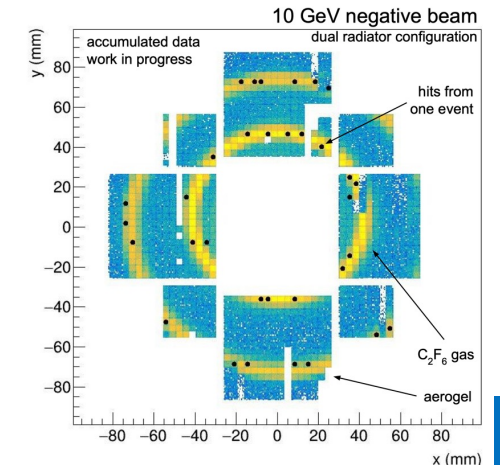 10 GeV negative beam
dual radiator configuration
accumulated data
work in progress
hits from
one event
y (mm)
80
60
40
20
0
−20
−40
−60
−80
C₂F₆ gas
aerogel
−80 −60 −40 −20 0 20 40 60 80
x (mm)